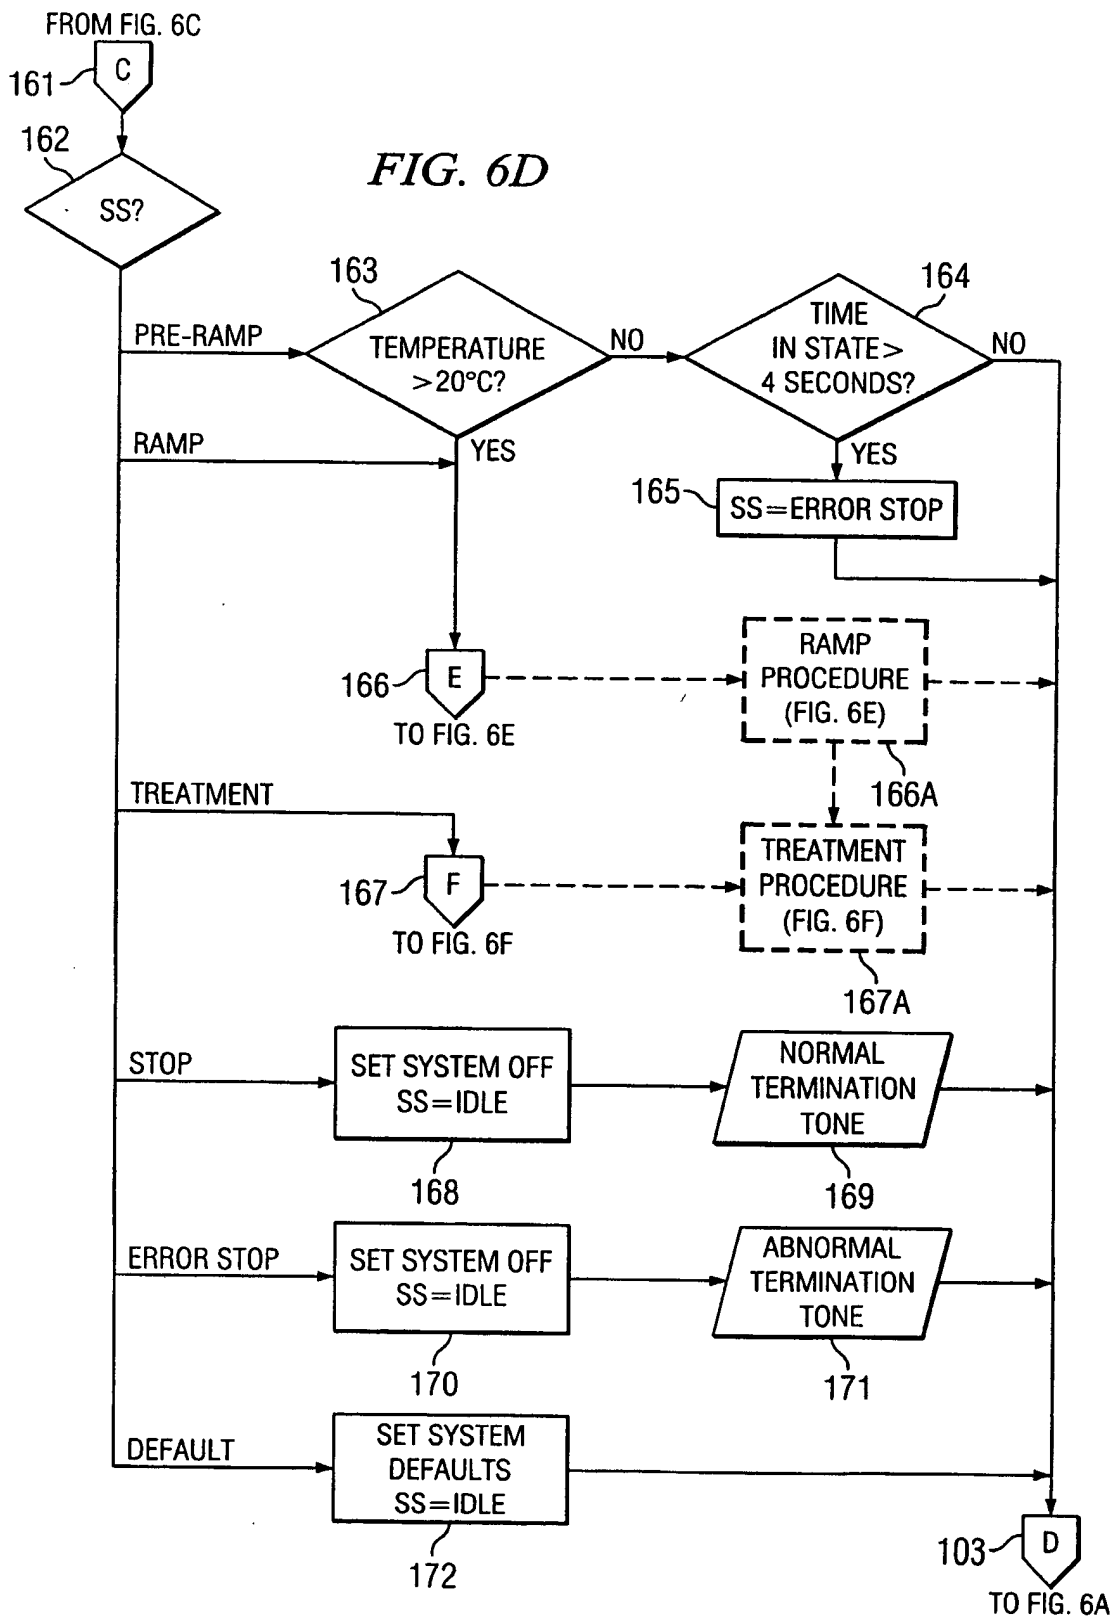 FROM FIG. 6C
161
C
162
SS?
FIG. 6D
PRE-RAMP
163
TEMPERATURE
>20°C?
NO
YES
164
TIME
IN STATE>
4 SECONDS?
NO
YES
RAMP
165
SS=ERROR STOP
166
E
TO FIG. 6E
RAMP
PROCEDURE
(FIG. 6E)
166A
TREATMENT
167
F
TO FIG. 6F
TREATMENT
PROCEDURE
(FIG. 6F)
167A
STOP
SET SYSTEM OFF
SS=IDLE
168
NORMAL
TERMINATION
TONE
169
ERROR STOP
SET SYSTEM OFF
SS=IDLE
170
ABNORMAL
TERMINATION
TONE
171
DEFAULT
SET SYSTEM
DEFAULTS
SS=IDLE
172
103
D
TO FIG. 6A